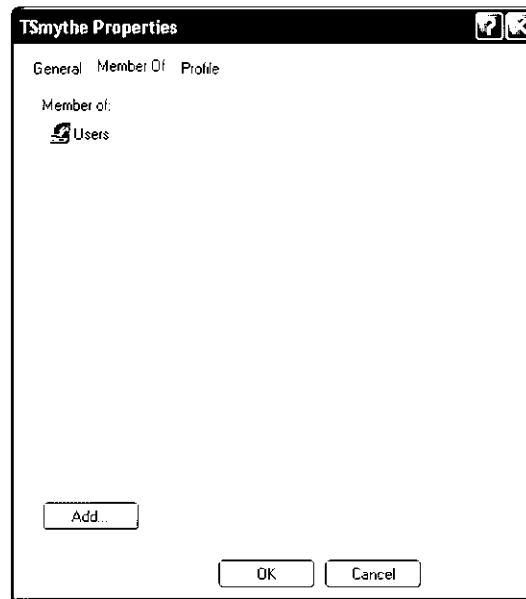 TSmythe Properties
General Member Of Profile
Member of:
Users
Add...
OK Cancel